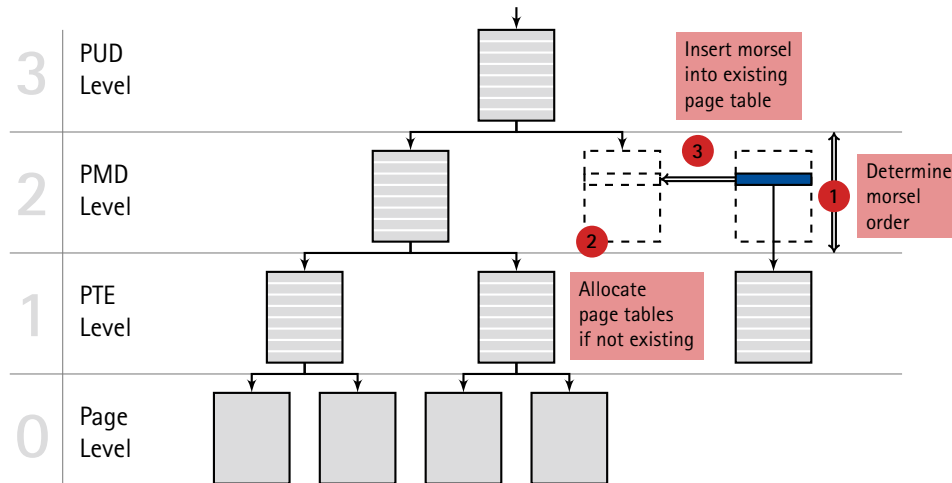 3
PUD
Level
Insert morsel
into existing
page table
2
PMD
Level
3
2
1
Determine
morsel
order
1
PTE
Level
Allocate
page tables
if not existing
0
Page
Level